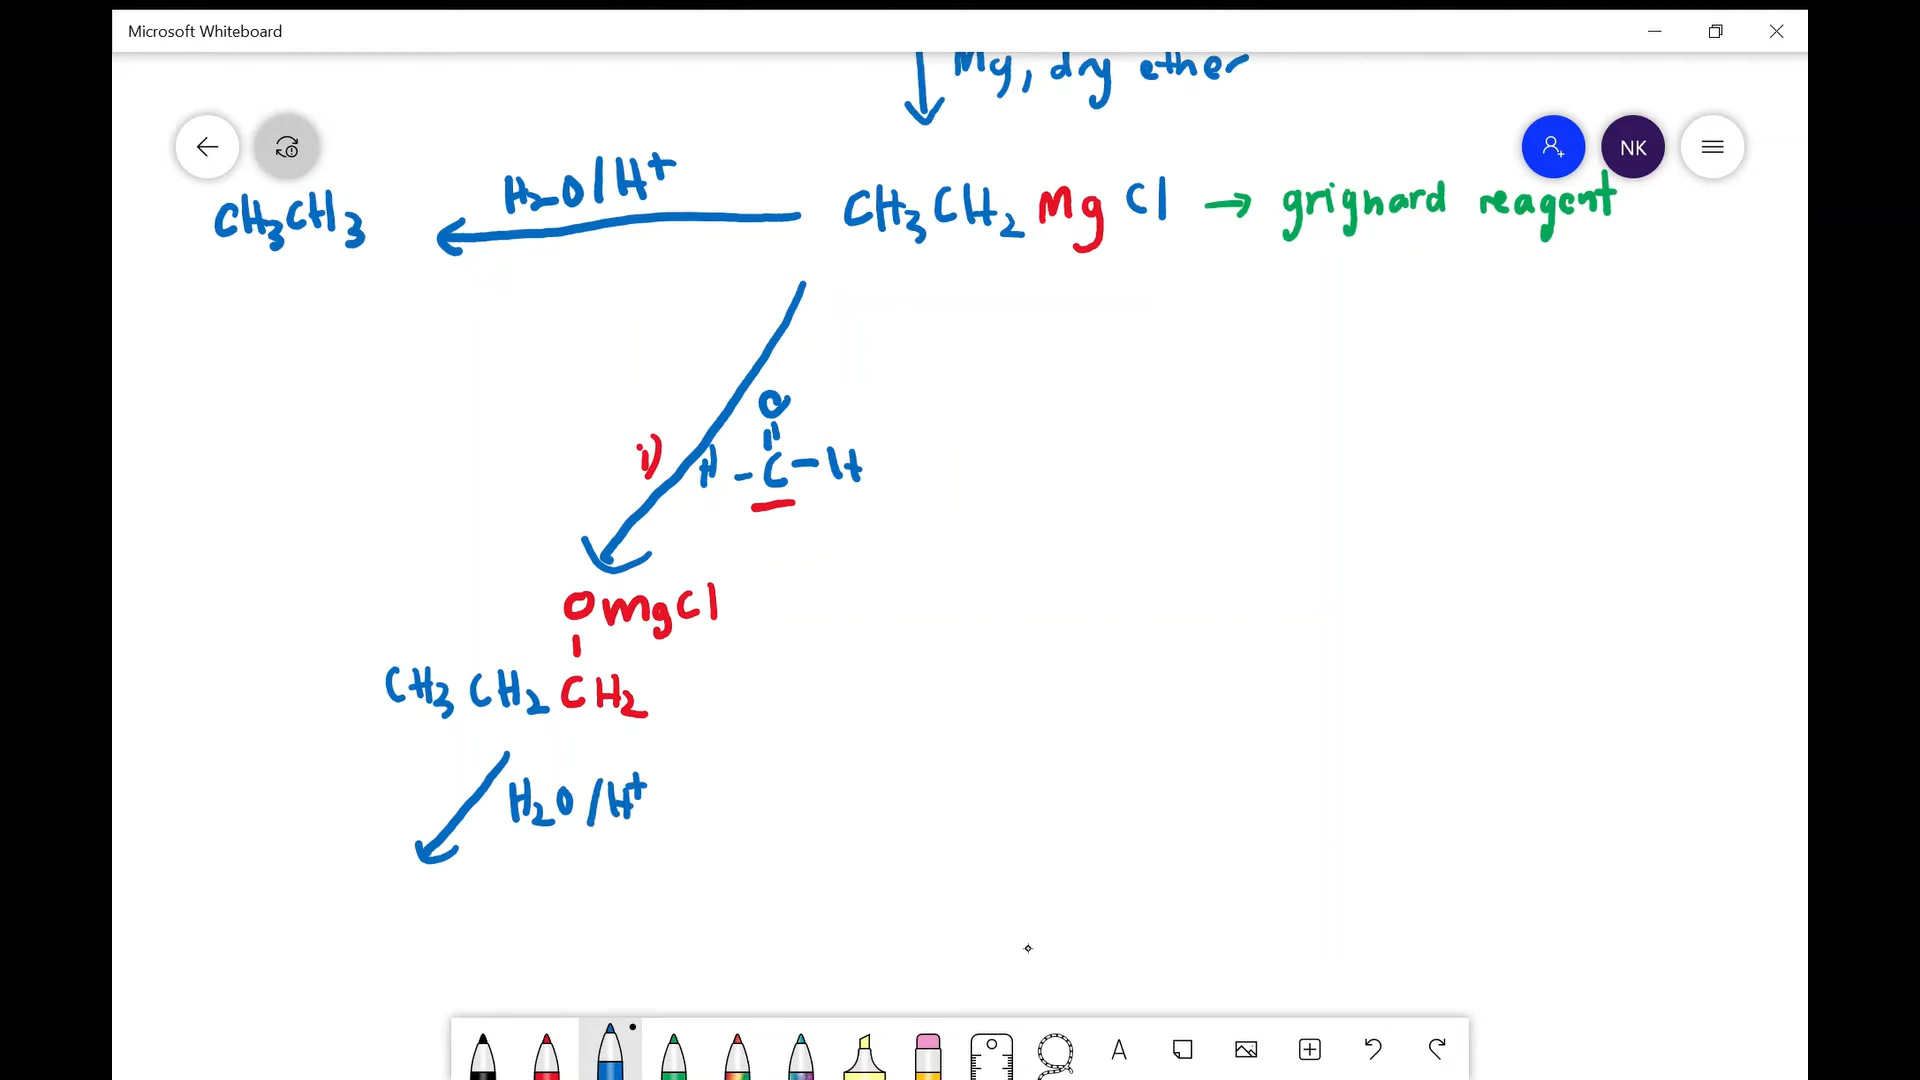 Microsoft Whiteboard
Mg, dry ether
NK
H2O/H+
CH3CH3
CH3CH2MgCl → grignard reagent
O
i) H-C-H
OmgCl
CH3CH2CH2
H2O/H+
A